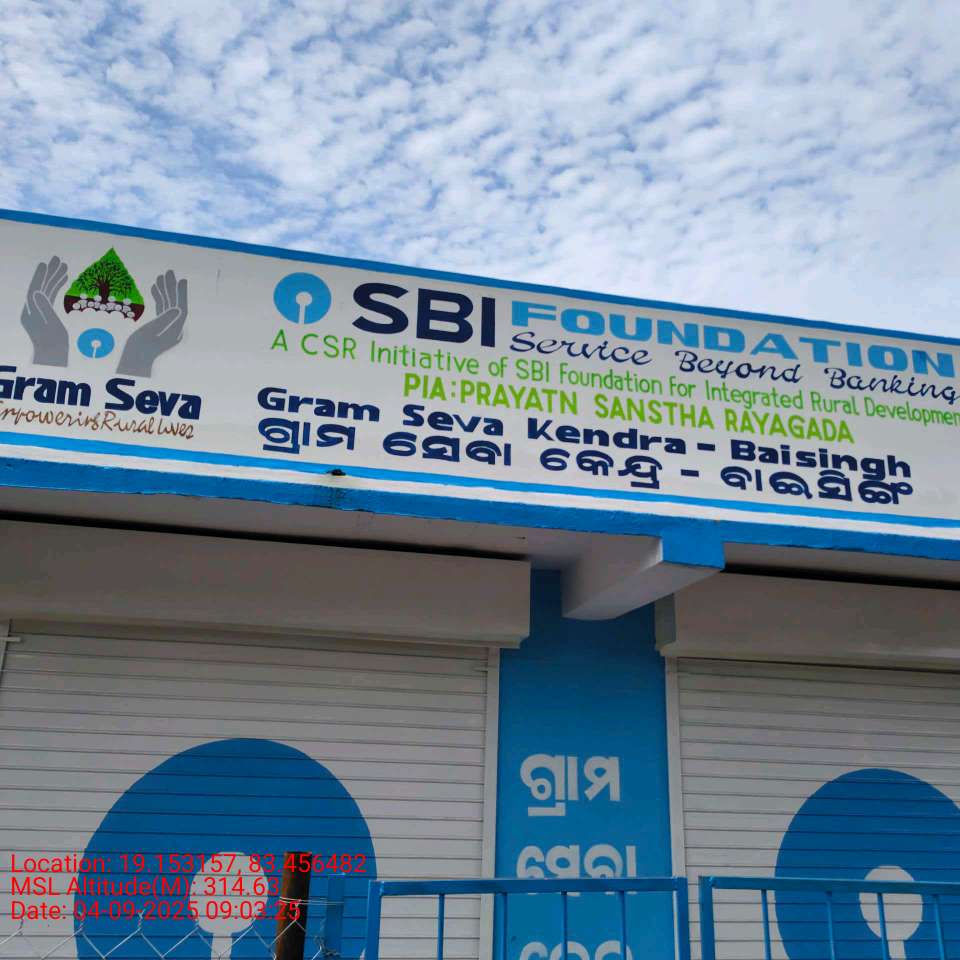 Gram Seva
Empowering Rural Lives
SBI FOUNDATION
Service Beyond Banking
A CSR Initiative of SBI Foundation for Integrated Rural Development
PIA:PRAYATN SANSTHA RAYAGADA
Gram Seva Kendra - Baisingh
ଗ୍ରାମ ସେବା କେନ୍ଦ୍ର - ବାଇସିଙ୍ଗ
ଗ୍ରାମ
ସେବା
Location: 19.153157, 83.456482
MSL Altitude(M): 314.63
Date: 04-09-2025 09:03:25